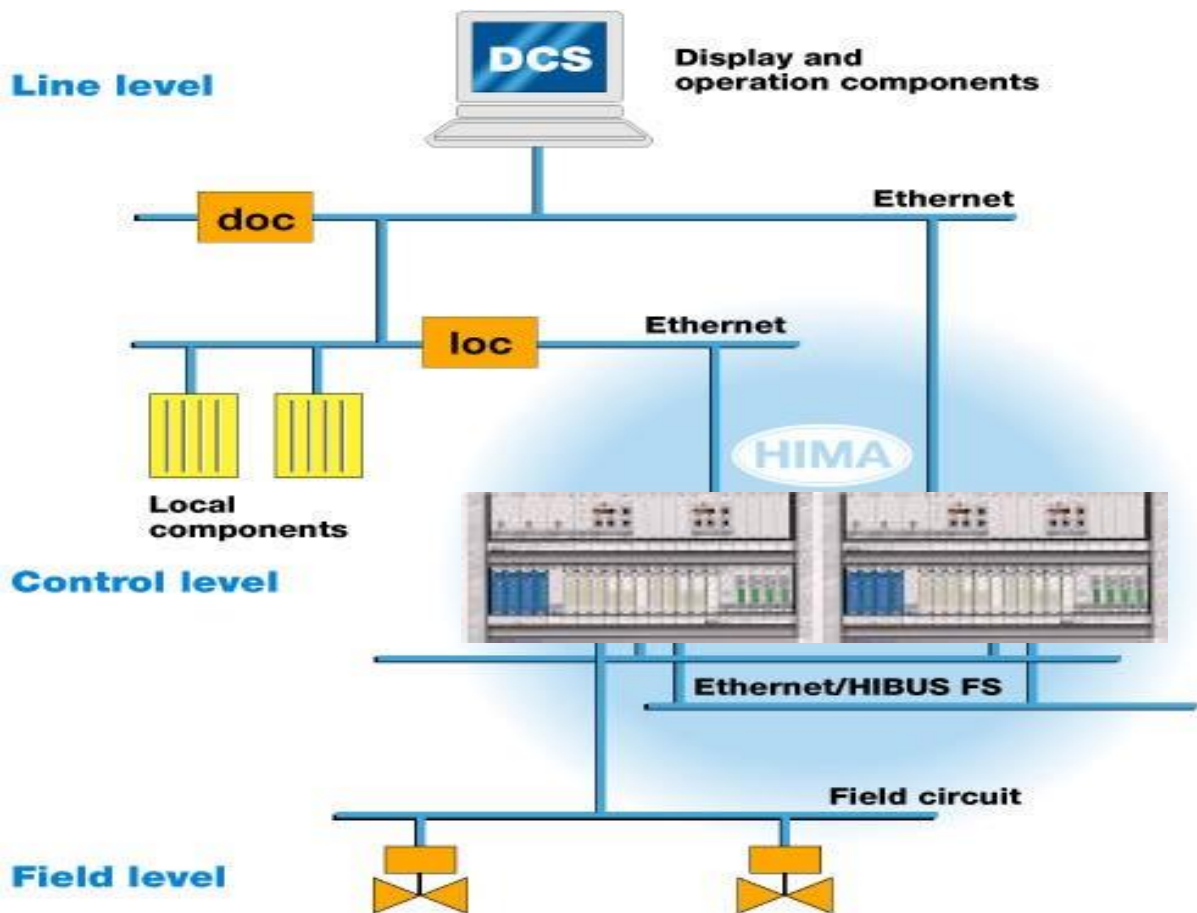 DCS
Display and
operation components
Line level
doc
Ethernet
loc
Ethernet
HIMA
Local
components
Control level
Ethernet/HIBUS FS
Field circuit
Field level